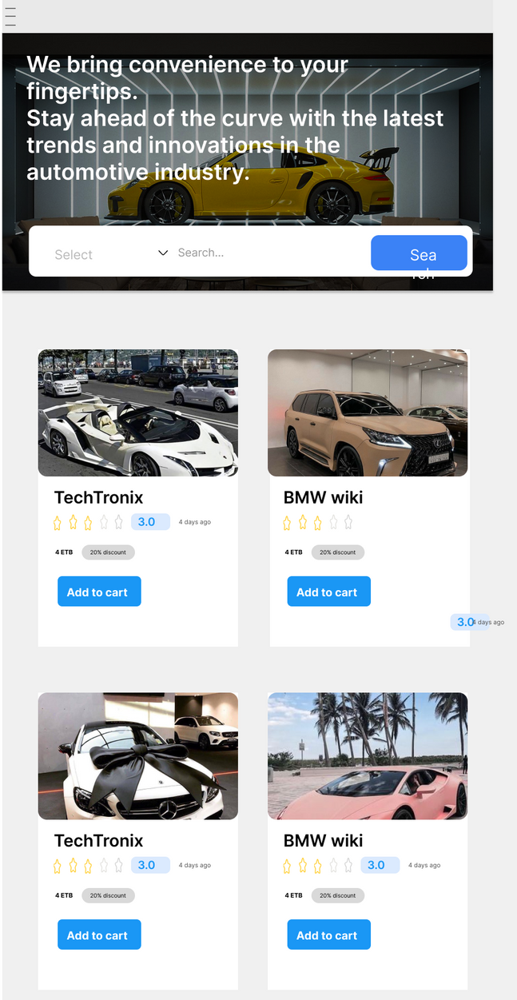 We bring convenience to your
fingertips.
Stay ahead of the curve with the latest
trends and innovations in the
automotive industry.
Select
Search...
Sea
rch
TechTronix
3.0
4 days ago
4 ETB
20% discount
Add to cart
BMW wiki
4 ETB
20% discount
Add to cart
3.0
4 days ago
TechTronix
3.0
4 days ago
4 ETB
20% discount
Add to cart
BMW wiki
3.0
4 days ago
4 ETB
20% discount
Add to cart